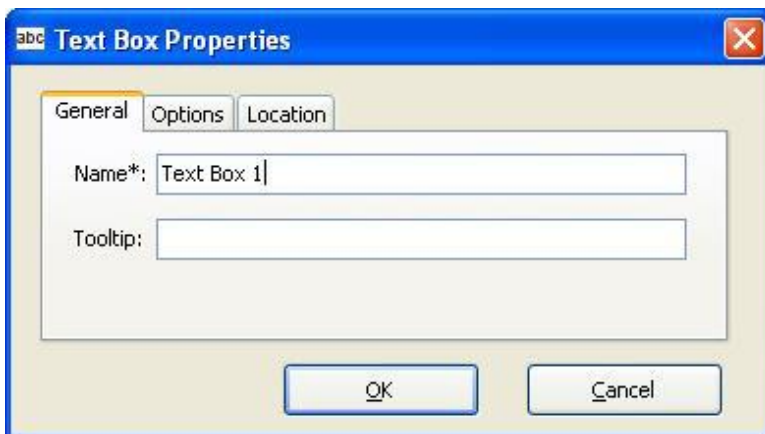 abc Text Box Properties
General Options Location
Name*: Text Box 1
Tooltip:
OK Cancel